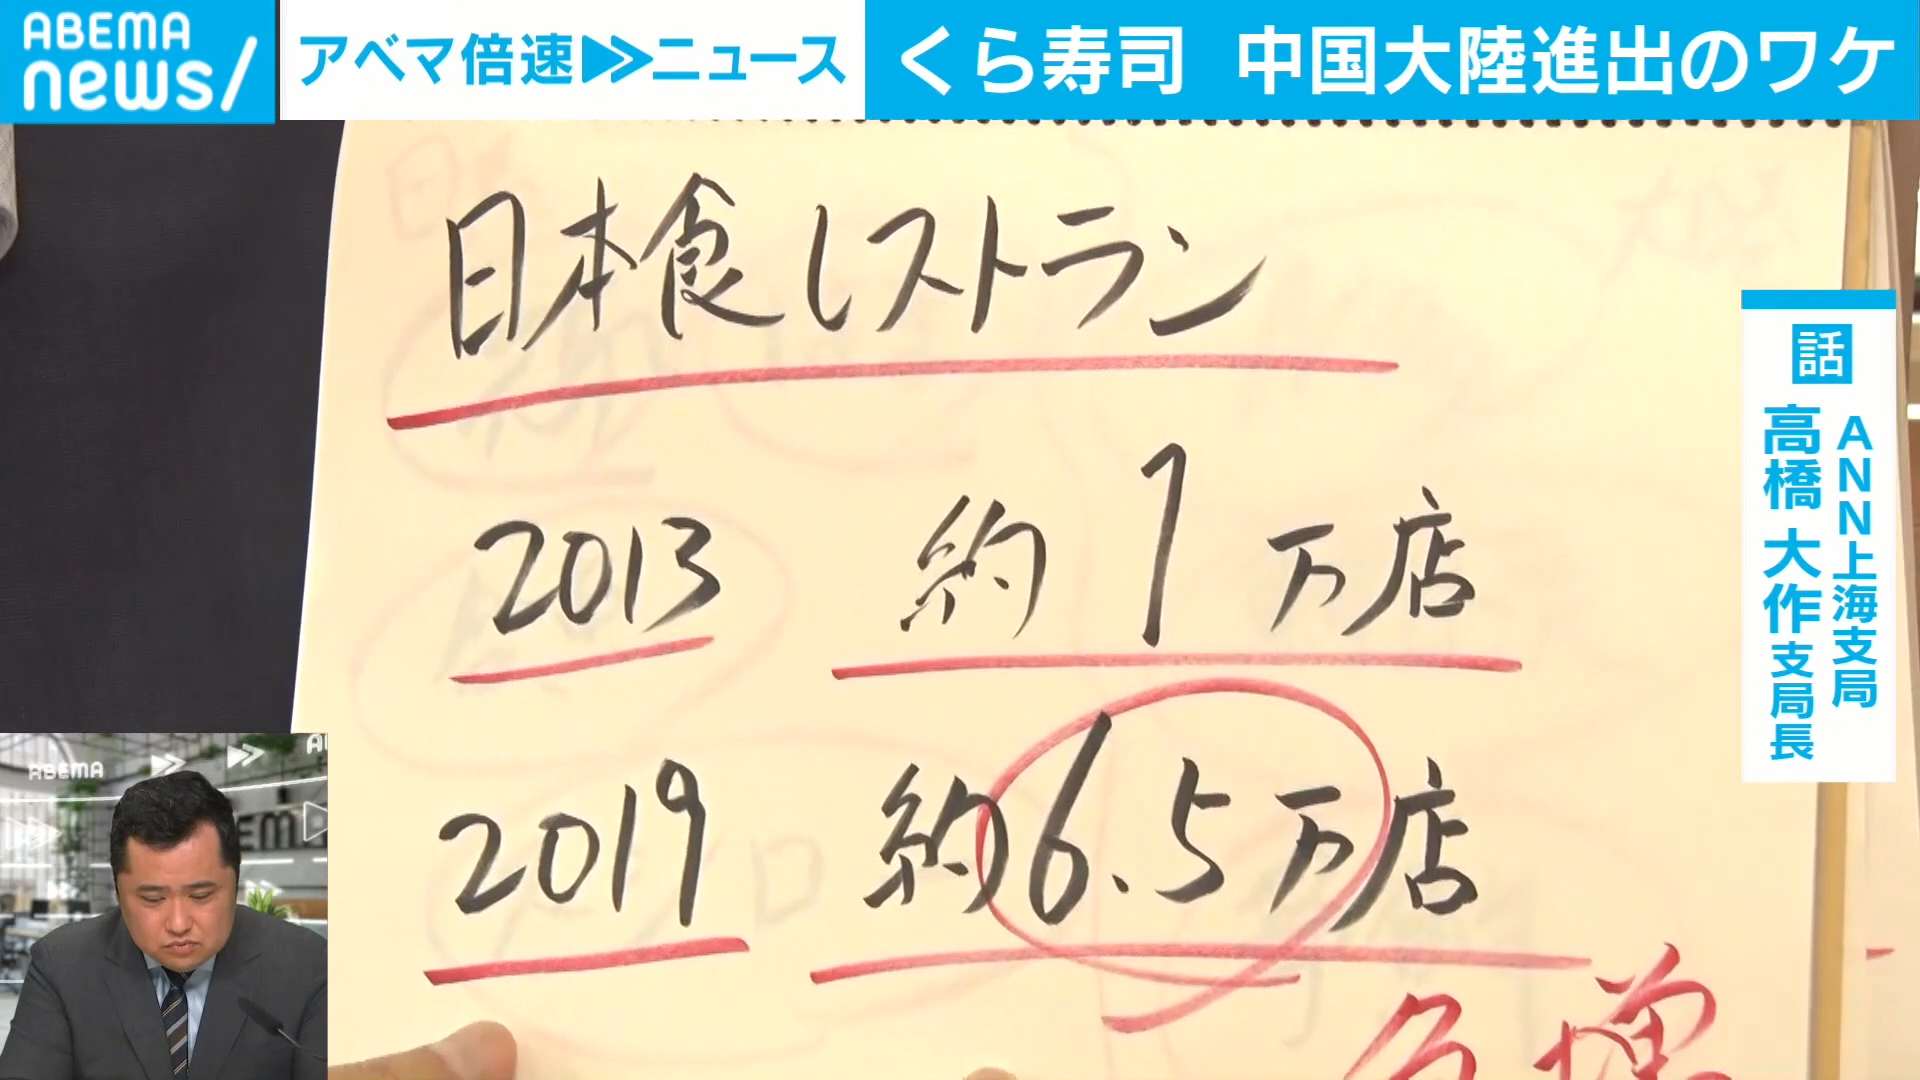 ABEMA
news/
アベマ倍速▶≫ニュース
くら寿司 中国大陸進出のワケ
日本食レストラン
2013 約1万店
2019 約6.5万店
急増
話
ANN上海支局
高橋 大作 支局長
ABEMA